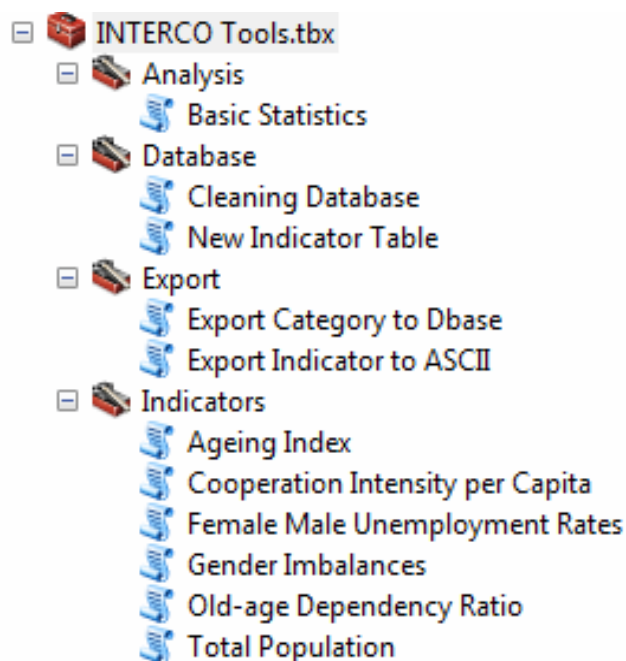 INTERCO Tools.tbx
Analysis
Basic Statistics
Database
Cleaning Database
New Indicator Table
Export
Export Category to Dbase
Export Indicator to ASCII
Indicators
Ageing Index
Cooperation Intensity per Capita
Female Male Unemployment Rates
Gender Imbalances
Old-age Dependency Ratio
Total Population